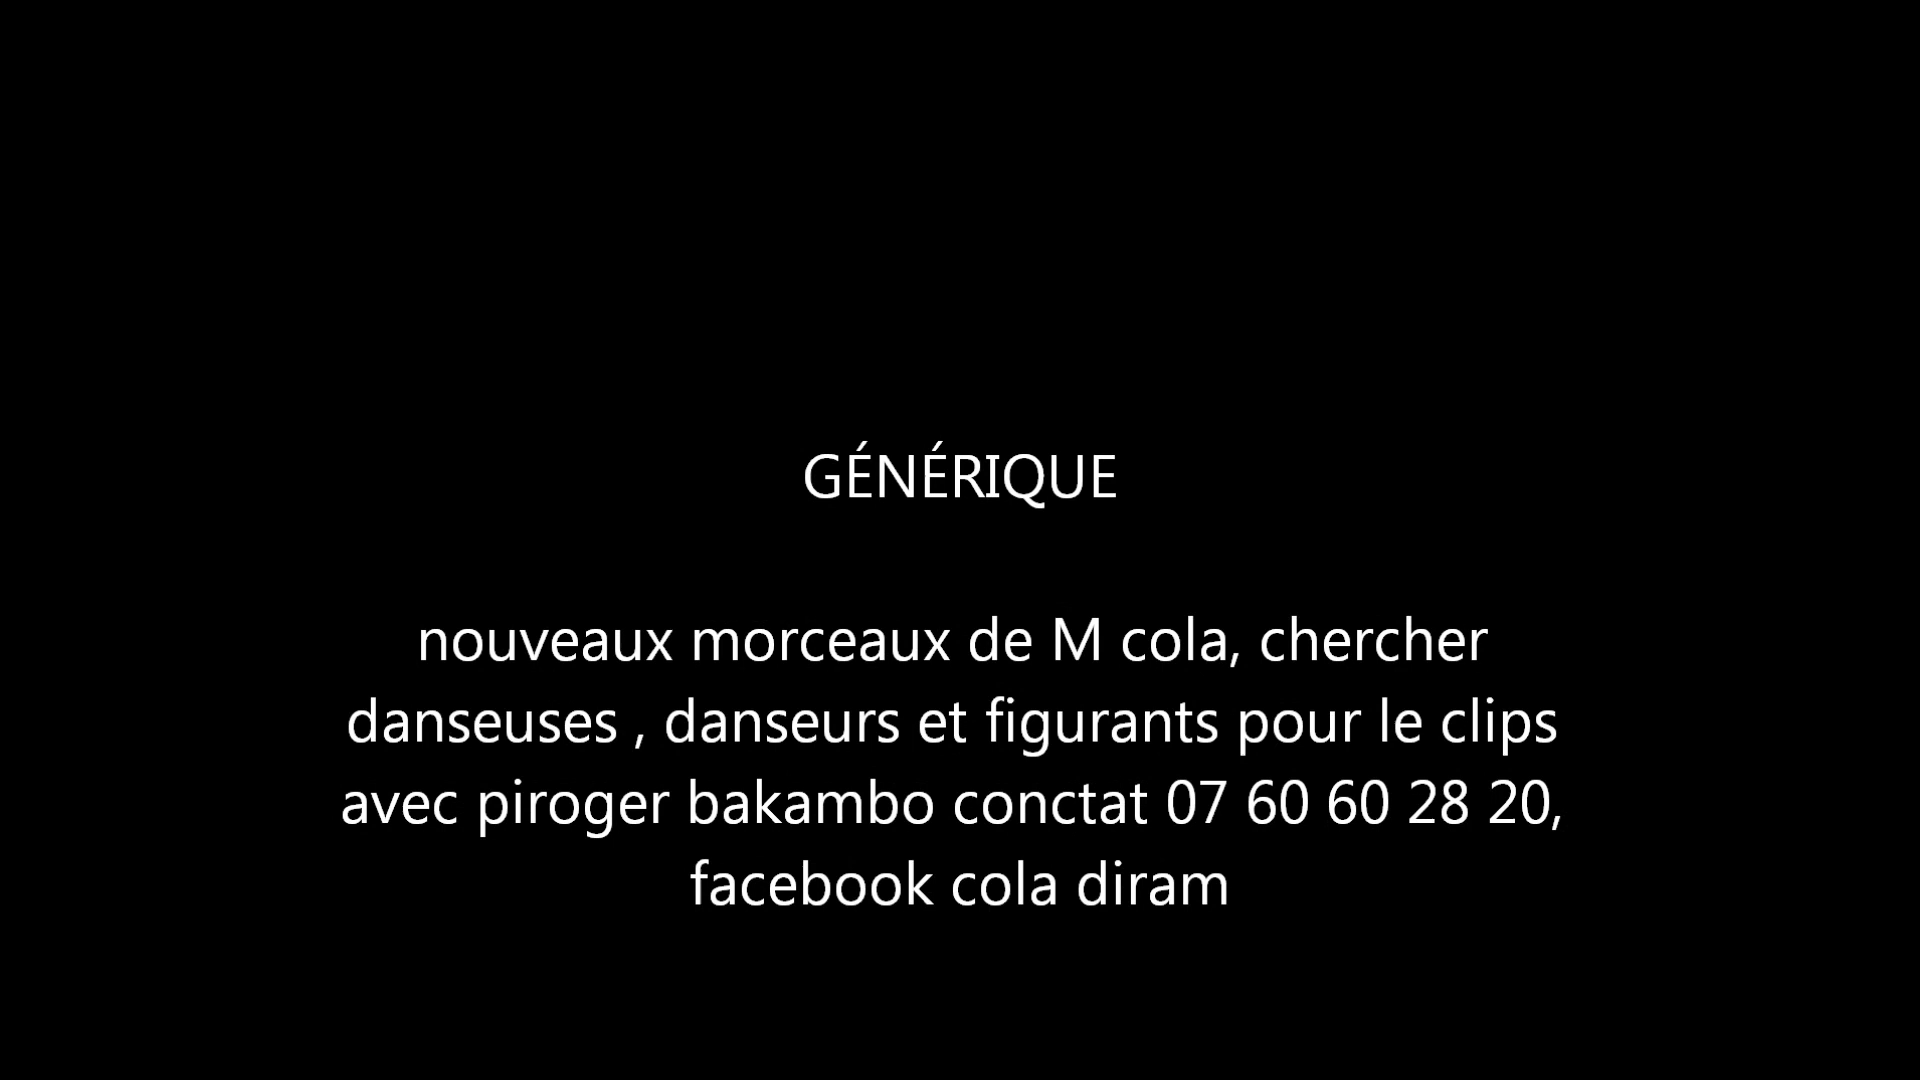 GÉNÉRIQUE
nouveaux morceaux de M cola, chercher
danseuses , danseurs et figurants pour le clips
avec piroger bakambo conctat 07 60 60 28 20,
facebook cola diram